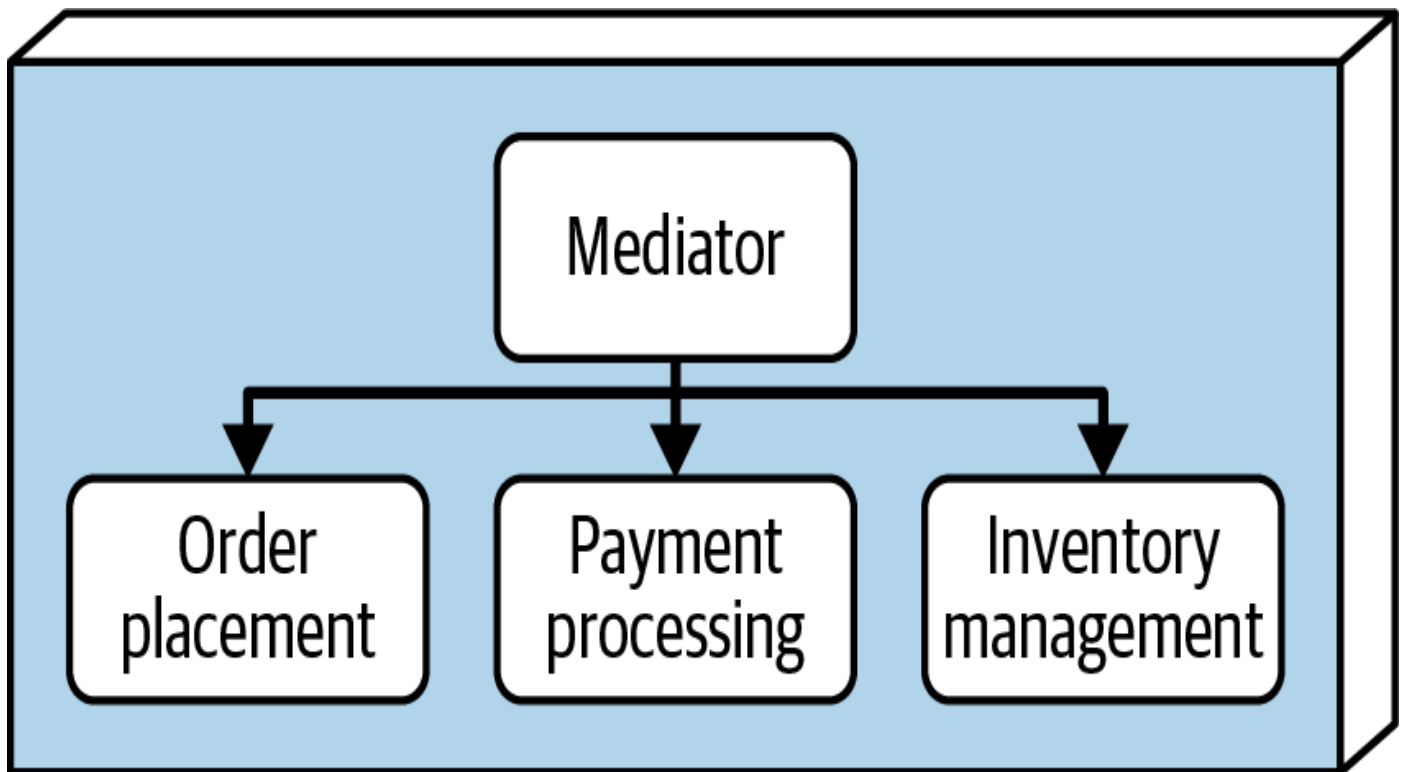 Mediator
Order
placement
Payment
processing
Inventory
management